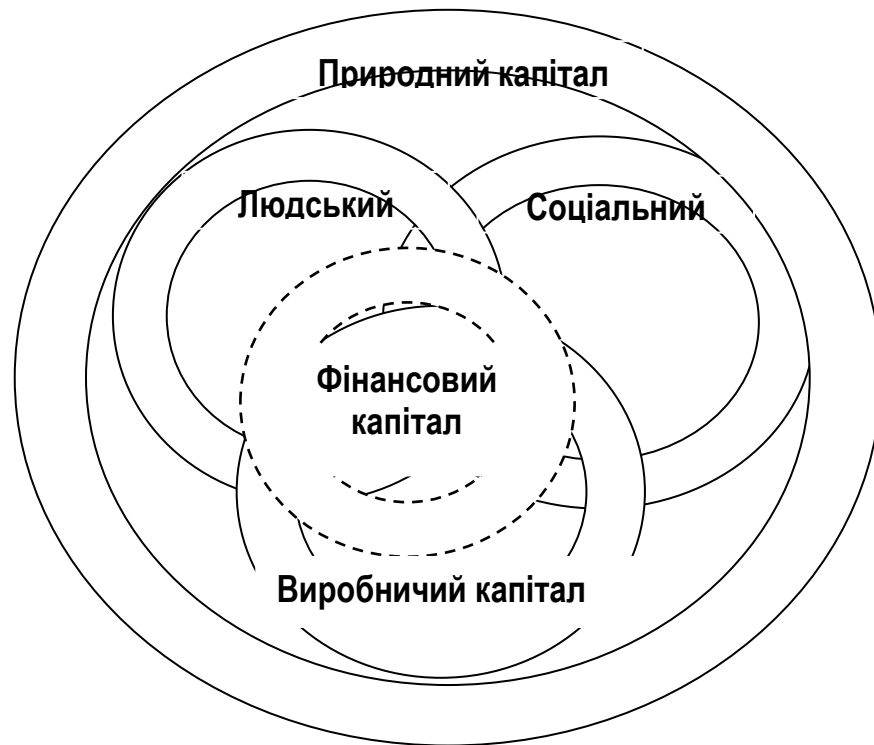 Природний капітал
Людський
Соціальний
Фінансовий
капітал
Виробничий капітал